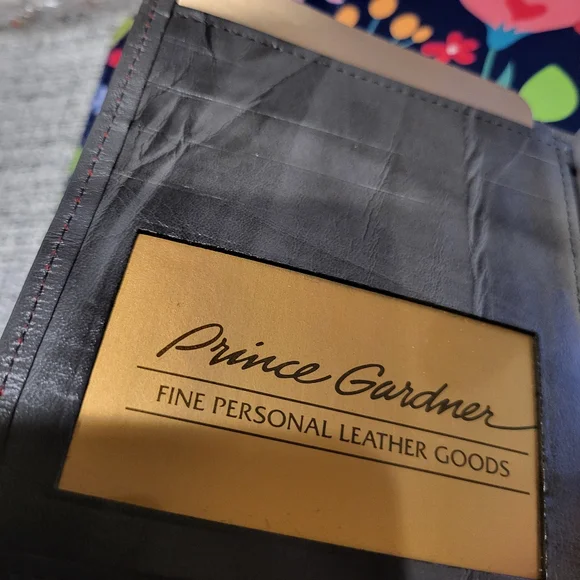 Prince Gardner
FINE PERSONAL LEATHER GOODS